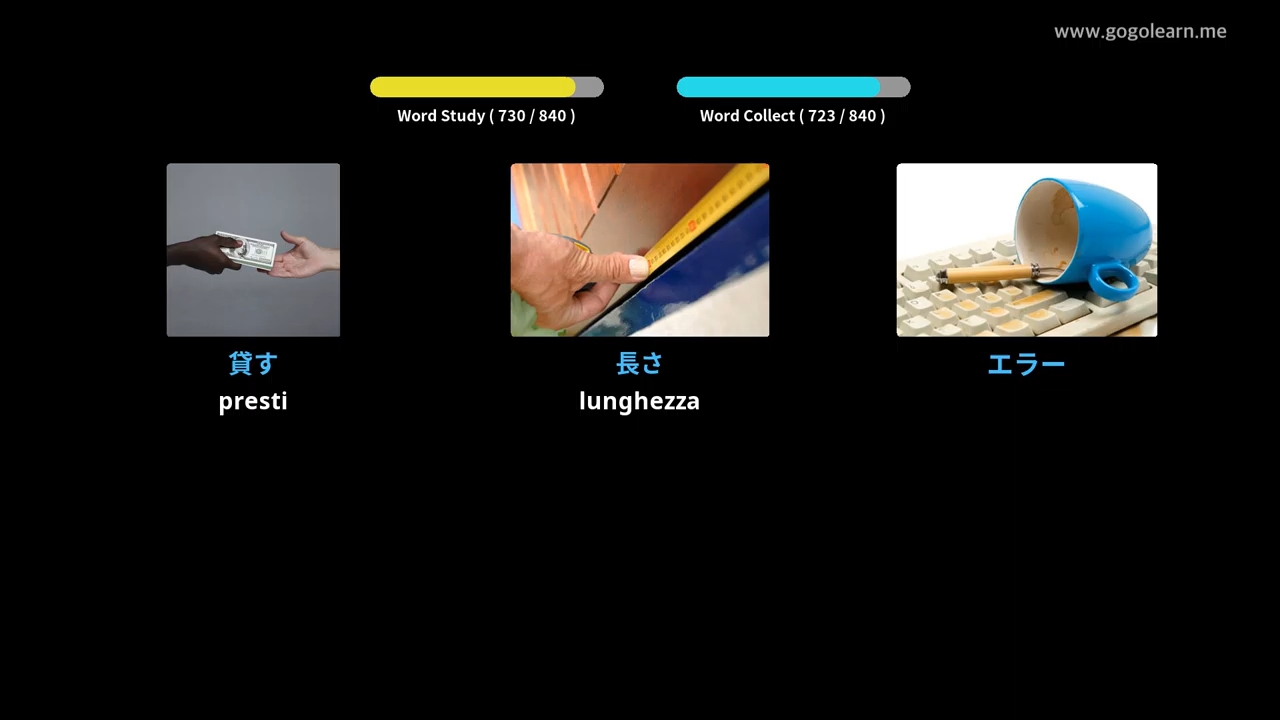 www.gogolearn.me
Word Study ( 730 / 840 )
Word Collect ( 723 / 840 )
貸す
長さ
エラー
presti
lunghezza